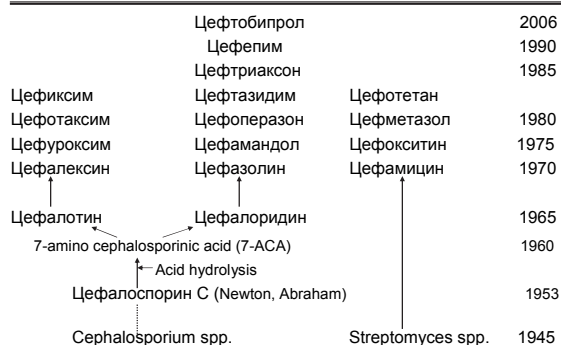 Цефтобипрол 2006
Цефепим 1990
Цефтриаксон 1985
Цефиксим Цефтазидим Цефотетан
Цефотаксим Цефоперазон Цефметазол 1980
Цефуроксим Цефамандол Цефокситин 1975
Цефалексин Цефазолин Цефамицин 1970
Цефалотин Цефалоридин 1965
7-amino cephalosporinic acid (7-ACA) 1960
Acid hydrolysis
Цефалоспорин С (Newton, Abraham) 1953
Cephalosporium spp. Streptomyces spp. 1945